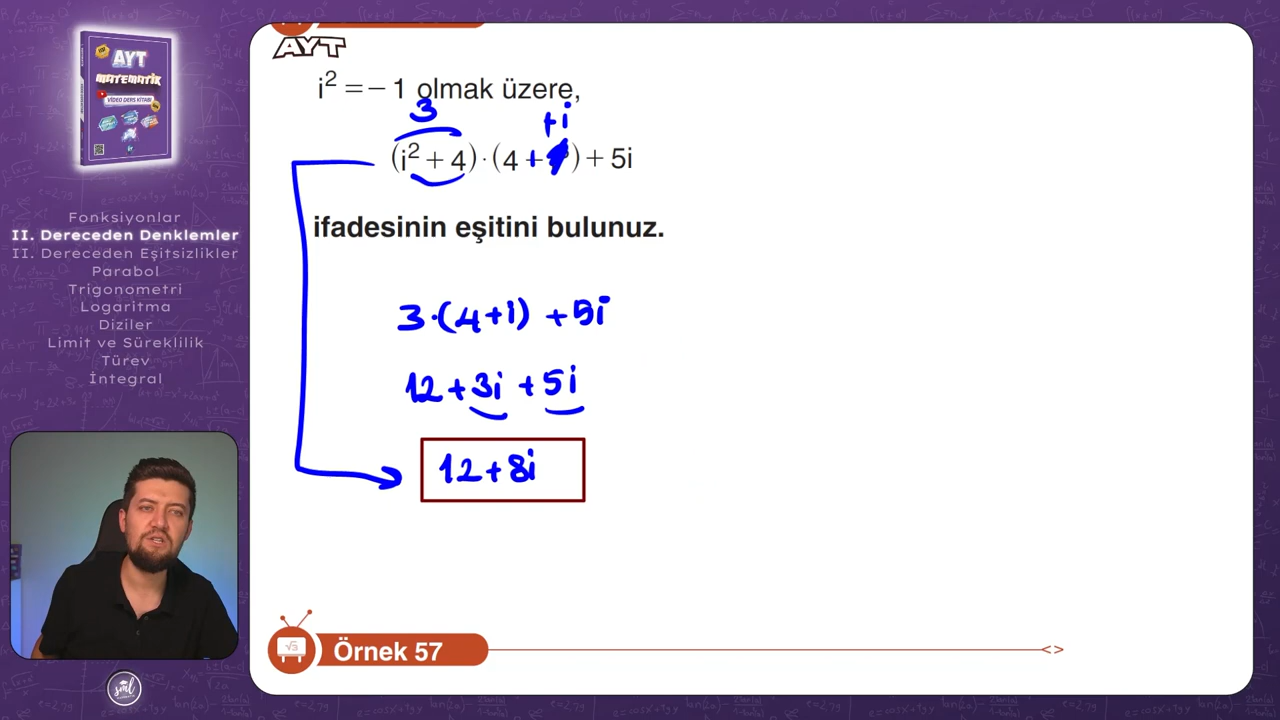 AYT
MATEMATİK
VİDEO DERS KİTABI
Fonksiyonlar
II. Dereceden Denklemler
II. Dereceden Eşitsizlikler
Parabol
Trigonometri
Logaritma
Diziler
Limit ve Süreklilik
Türev
İntegral
sml
AYT
i² = – 1 olmak üzere,
3 +i
(i² + 4) · (4 + ) + 5i
ifadesinin eşitini bulunuz.
3·(4+i) +5i
12 +3i +5i
12+8i
√3
Örnek 57
<>